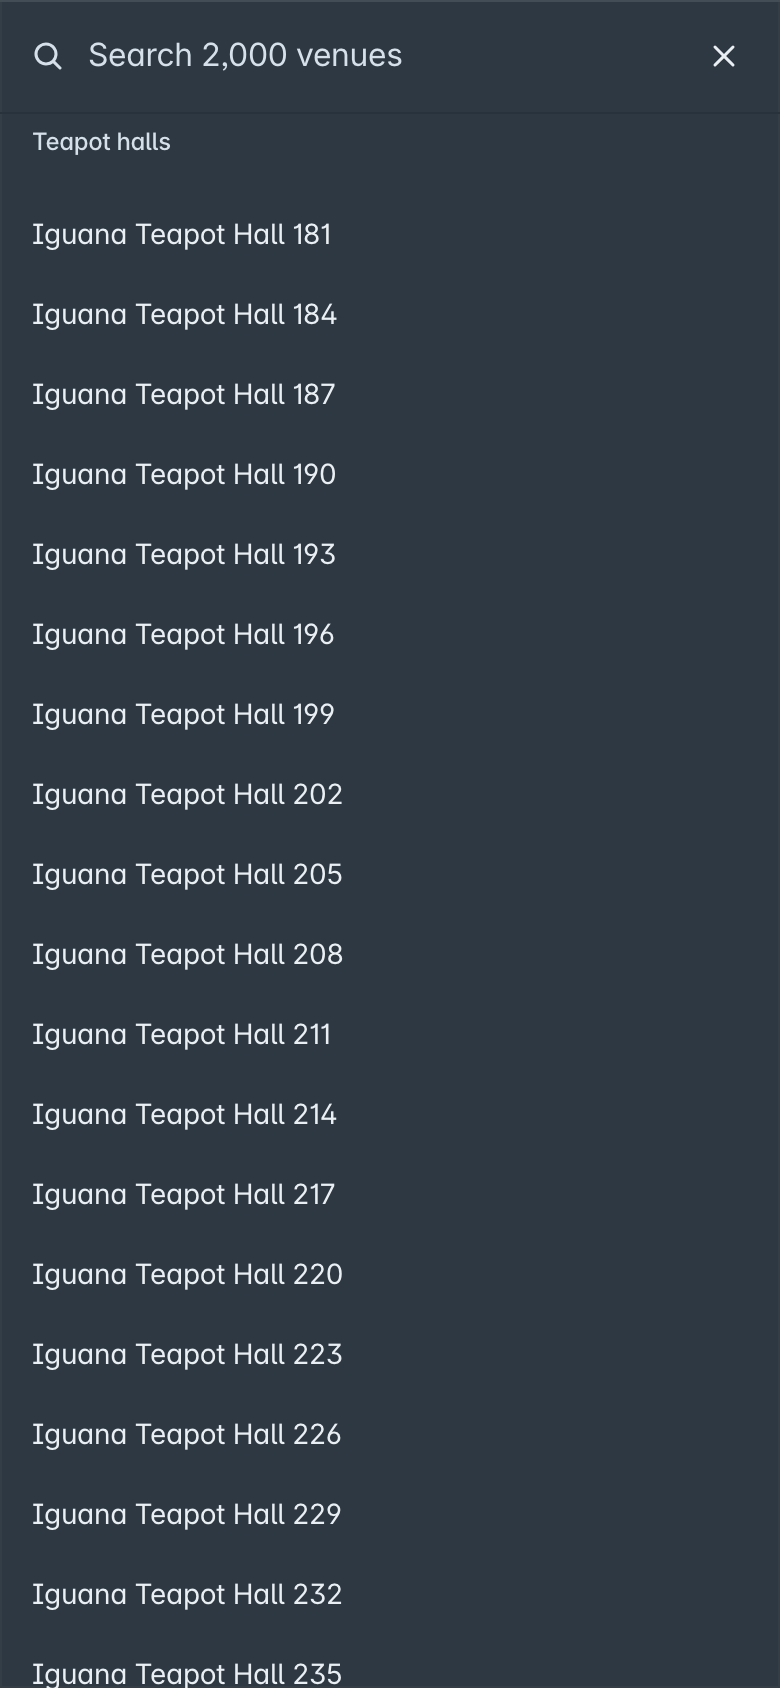 Search 2,000 venues
Teapot halls
Iguana Teapot Hall 181
Iguana Teapot Hall 184
Iguana Teapot Hall 187
Iguana Teapot Hall 190
Iguana Teapot Hall 193
Iguana Teapot Hall 196
Iguana Teapot Hall 199
Iguana Teapot Hall 202
Iguana Teapot Hall 205
Iguana Teapot Hall 208
Iguana Teapot Hall 211
Iguana Teapot Hall 214
Iguana Teapot Hall 217
Iguana Teapot Hall 220
Iguana Teapot Hall 223
Iguana Teapot Hall 226
Iguana Teapot Hall 229
Iguana Teapot Hall 232
Iguana Teapot Hall 235